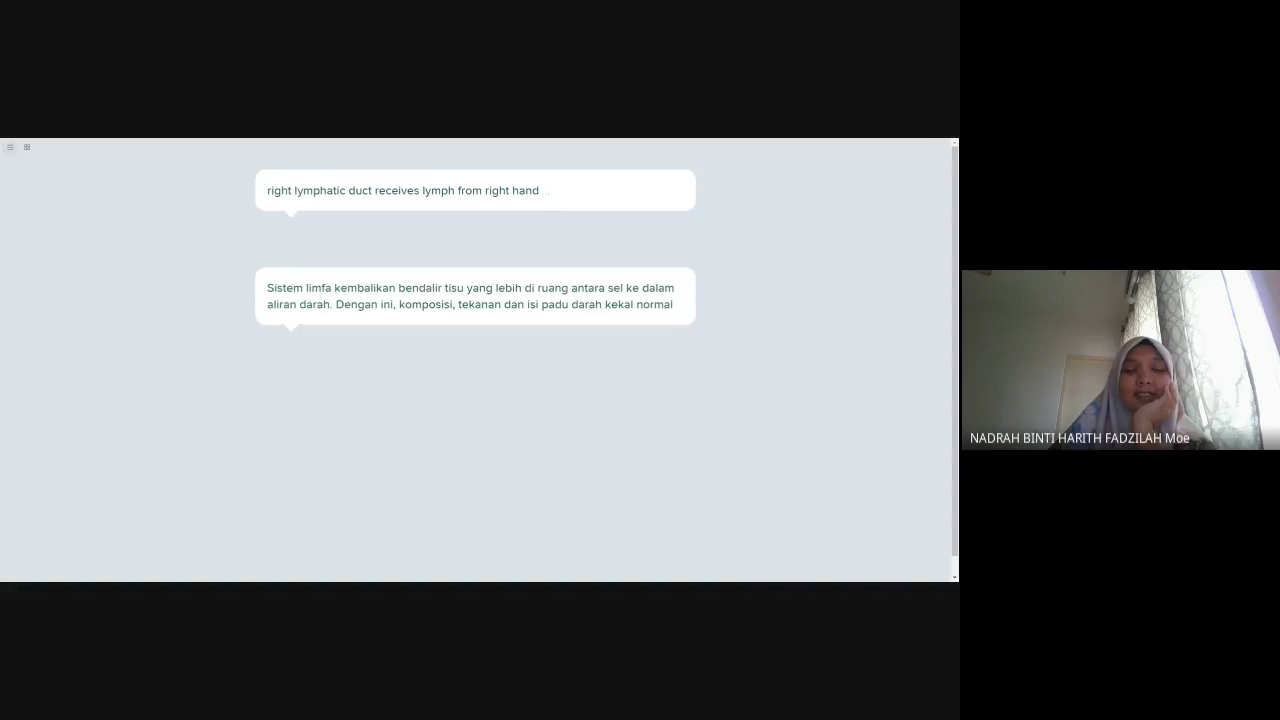 right lymphatic duct receives lymph from right hand ..
Sistem limfa kembalikan bendalir tisu yang lebih di ruang antara sel ke dalam
aliran darah. Dengan ini, komposisi, tekanan dan isi padu darah kekal normal
NADRAH BINTI HARITH FADZILAH Moe